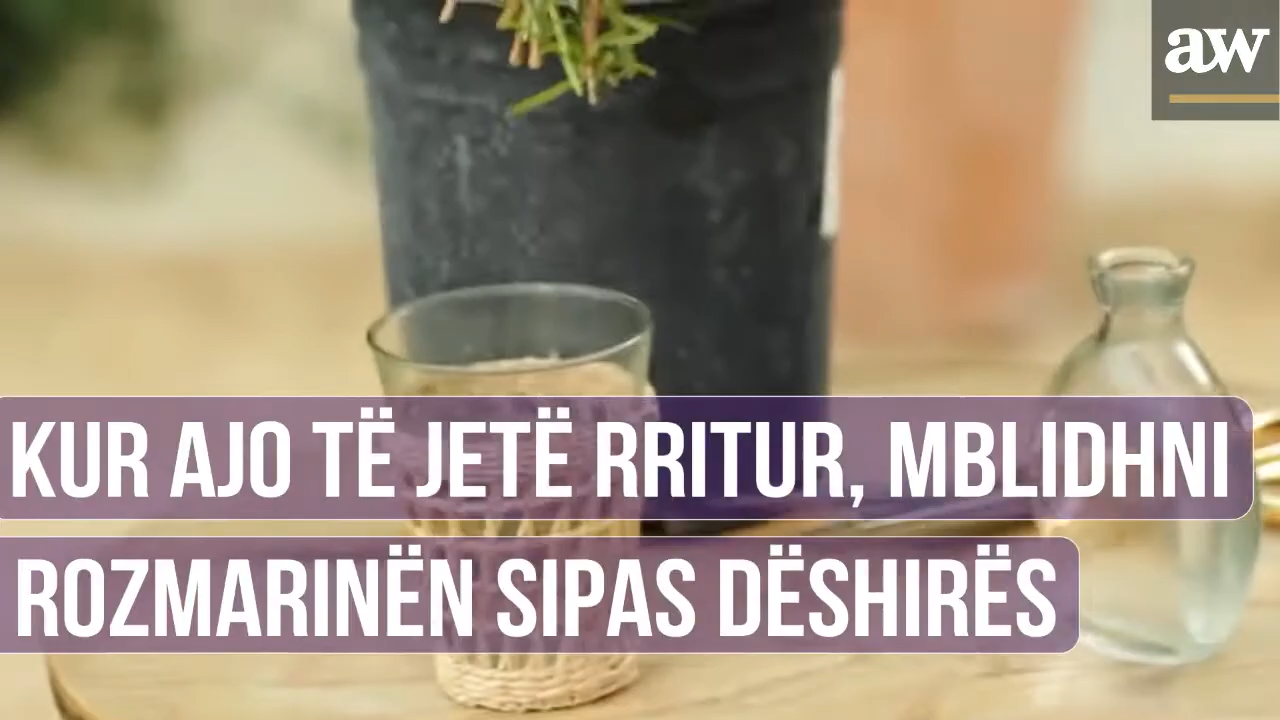 aw
KUR AJO TË JETË RRITUR, MBLIDHNI
ROZMARINËN SIPAS DËSHIRËS